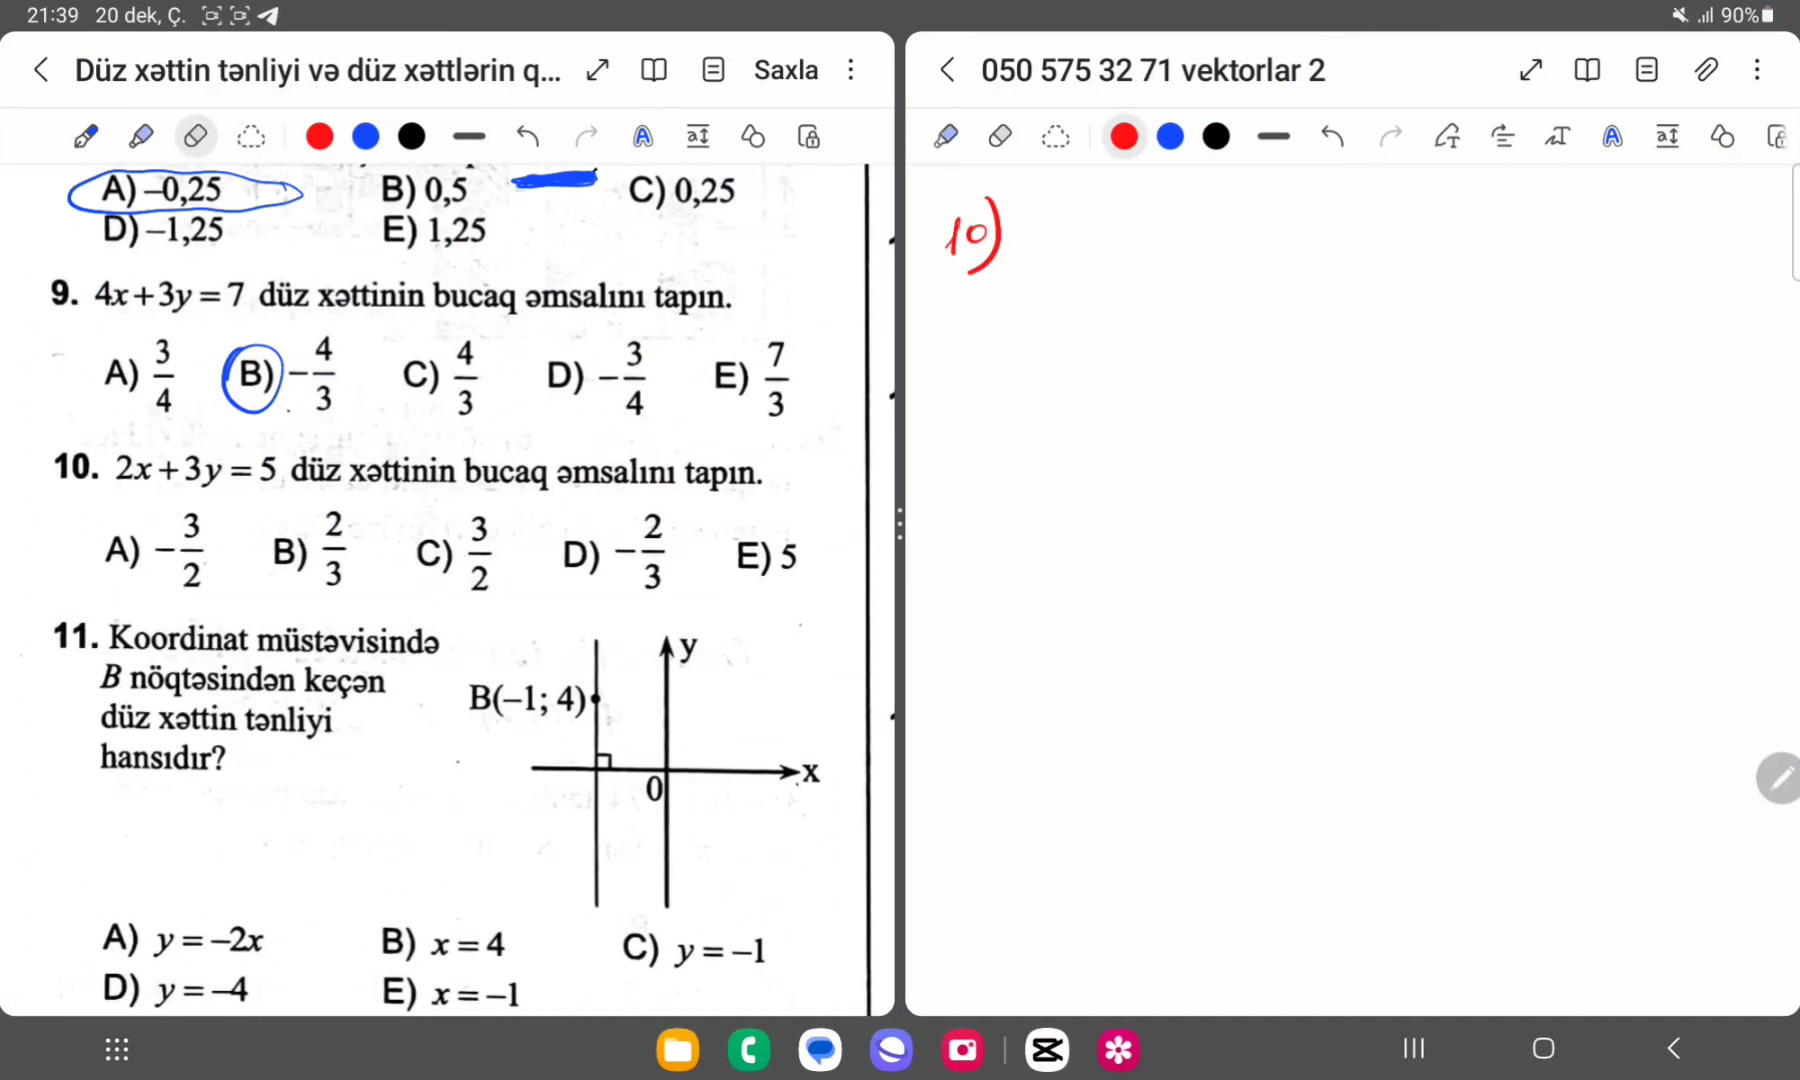 21:39 20 dek, Ç.
90%
Düz xəttin tənliyi və düz xəttlərin q...
Saxla
A) –0,25 B) 0,5 C) 0,25
D) –1,25 E) 1,25
9. 4x+3y=7 düz xəttinin bucaq əmsalını tapın.
A) 3/4 B) –4/3 C) 4/3 D) –3/4 E) 7/3
10. 2x+3y=5 düz xəttinin bucaq əmsalını tapın.
A) –3/2 B) 2/3 C) 3/2 D) –2/3 E) 5
11. Koordinat müstəvisində
B nöqtəsindən keçən
düz xəttin tənliyi
hansıdır?
y
B(–1; 4)
x
0
A) y=–2x B) x=4 C) y=–1
D) y=–4 E) x=–1
050 575 32 71 vektorlar 2
10)